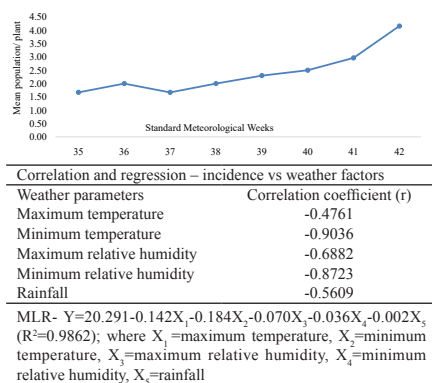 4.50
4.00
3.50
3.00
2.50
2.00
1.50
1.00
0.50
0.00
Mean population/ plant
35 36 37 38 39 40 41 42
Standard Meteorological Weeks
Correlation and regression – incidence vs weather factors
Weather parameters Correlation coefficient (r)
Maximum temperature -0.4761
Minimum temperature -0.9036
Maximum relative humidity -0.6882
Minimum relative humidity -0.8723
Rainfall -0.5609
MLR- Y=20.291-0.142X₁-0.184X₂-0.070X₃-0.036X₄-0.002X₅
(R²=0.9862); where X₁ =maximum temperature, X₂=minimum
temperature, X₃=maximum relative humidity, X₄=minimum
relative humidity, X₅=rainfall